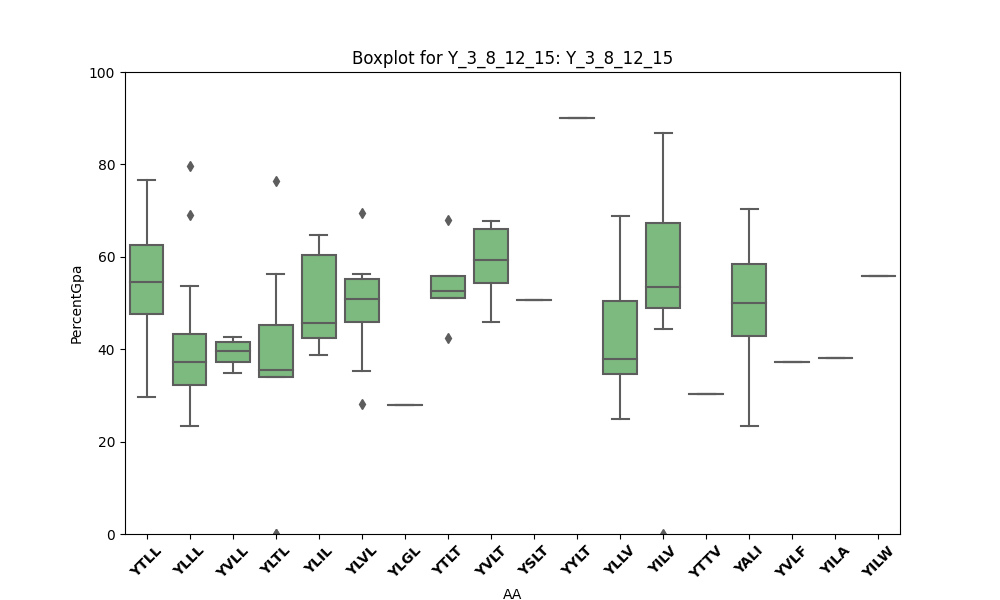 Boxplot for Y_3_8_12_15: Y_3_8_12_15
100
80
60
40
20
0
PercentGpa
YTLL YLLL YVLL YLTL YLIL YLVL YLGL YTLT YVLT YSLT YYLT YLLV YILV YTTV YALI YVLF YILA YILW
AA